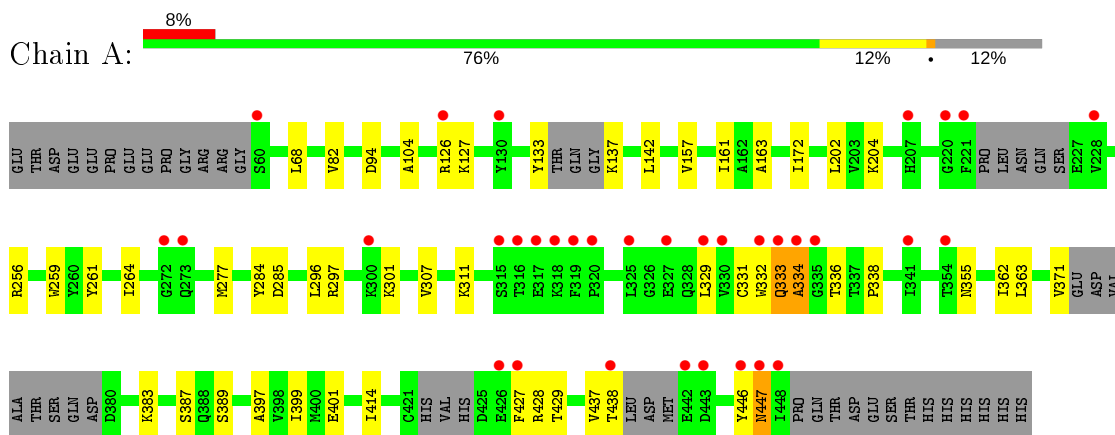 8%
Chain A:
76% 12% • 12%
GLU THR ASP GLU GLU PRO GLU GLU PRO GLY ARG ARG GLY S60 L68 V82 D94 A104 R126 K127 Y130 Y133 THR GLN GLY K137 L142 V157 I161 A162 A163 I172 L202 V203 K204 H207 G220 F221 PRO LEU ASN GLN SER E227 V228
R256 W259 Y260 Y261 I264 G272 Q273 M277 Y284 D285 L296 R297 K300 K301 V307 K311 S315 T316 E317 K318 F319 P320 L325 G326 E327 Q328 L329 V330 C331 W332 Q333 A334 G335 T336 T337 P338 I341 T354 N355 I362 L363 V371 GLU ASP VAL
ALA THR SER GLN ASP D380 K383 S387 Q388 S389 A397 V398 I399 M400 E401 I414 C421 HIS VAL HIS D425 E426 F427 R428 T429 V437 T438 LEU ASP MET E442 D443 Y446 N447 I448 PRO GLN THR ASP GLU SER THR HIS HIS HIS HIS HIS HIS